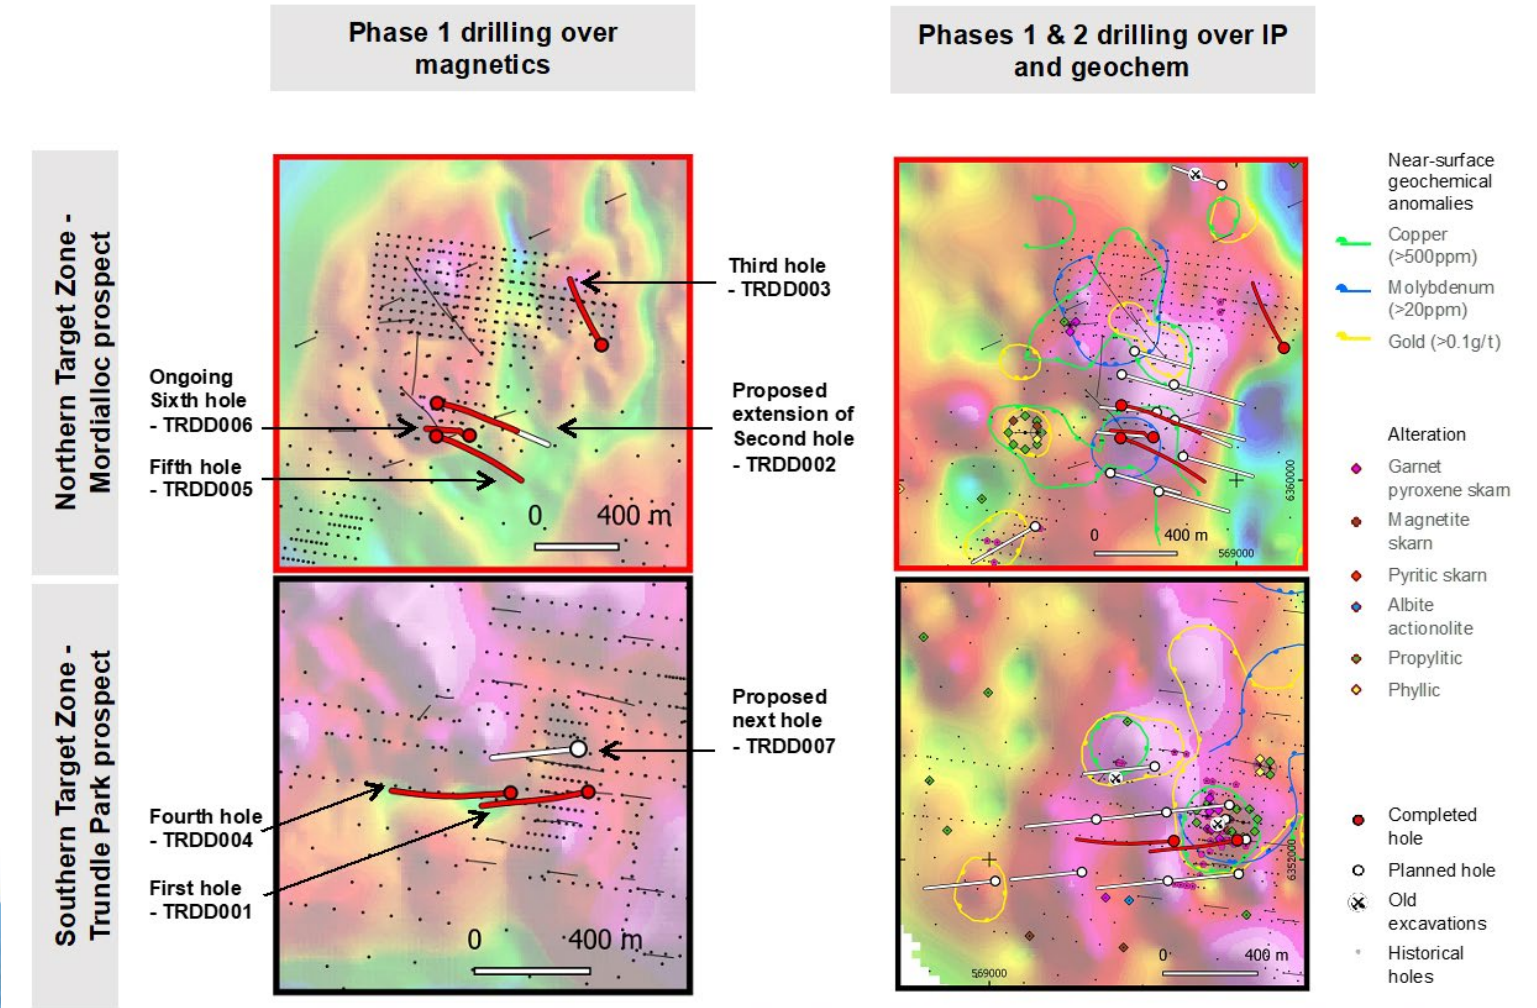 Phase 1 drilling over
magnetics
Phases 1 & 2 drilling over IP
and geochem
Northern Target Zone -
Mordialloc prospect
Southern Target Zone -
Trundle Park prospect
Third hole
- TRDD003
Ongoing
Sixth hole
- TRDD006
Fifth hole
- TRDD005
Proposed
extension of
Second hole
- TRDD002
0 400 m
0 400 m
6360000
569000
Proposed
next hole
- TRDD007
Fourth hole
- TRDD004
First hole
- TRDD001
0 400 m
6352000
0 400 m
569000
Near-surface
geochemical
anomalies
Copper
(>500ppm)
Molybdenum
(>20ppm)
Gold (>0.1g/t)
Alteration
Garnet
pyroxene skarn
Magnetite
skarn
Pyritic skarn
Albite
actionolite
Propylitic
Phyllic
Completed
hole
Planned hole
Old
excavations
Historical
holes